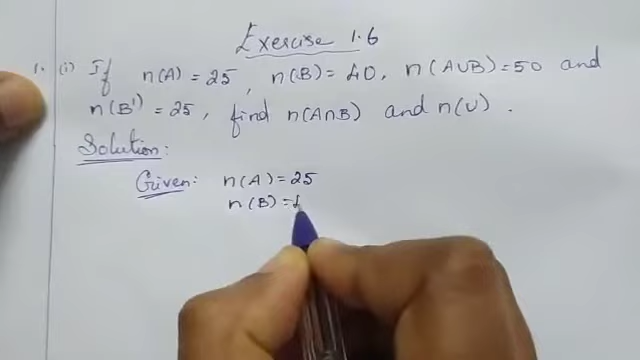 Exercise 1.6
1. (i) If n(A) = 25, n(B) = 40, n(A∪B) = 50 and
n(B') = 25, find n(A∩B) and n(U).
Solution:
Given: n(A) = 25
n(B) =